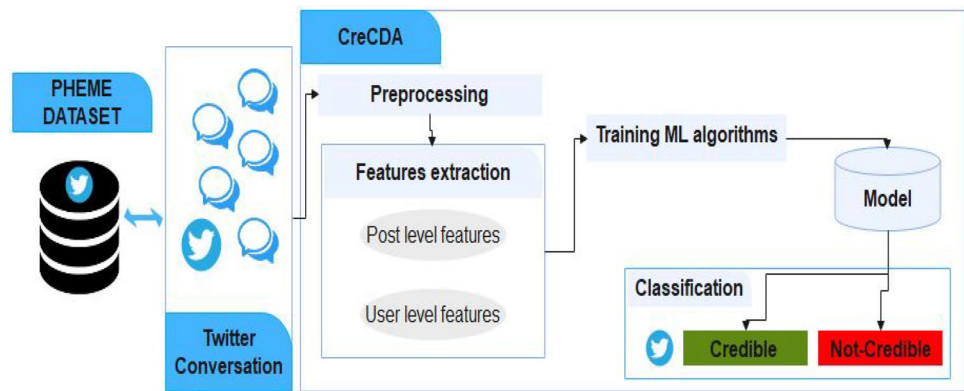 PHEME
DATASET
Twitter
Conversation
CreCDA
Preprocessing
Features extraction
Post level features
User level features
Training ML algorithms
Model
Classification
Credible
Not-Credible